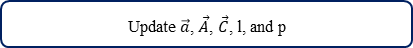 Update a⃗, A⃗, C⃗, l, and p